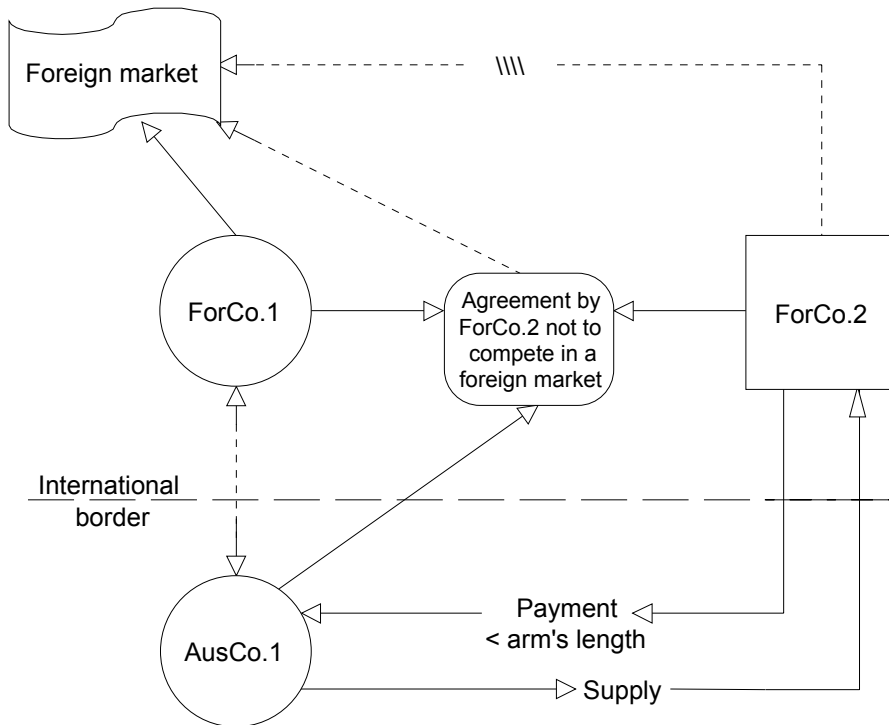 Foreign market
\\\\
ForCo.1
Agreement by
ForCo.2 not to
compete in a
foreign market
ForCo.2
International
border
Payment
< arm's length
AusCo.1
Supply